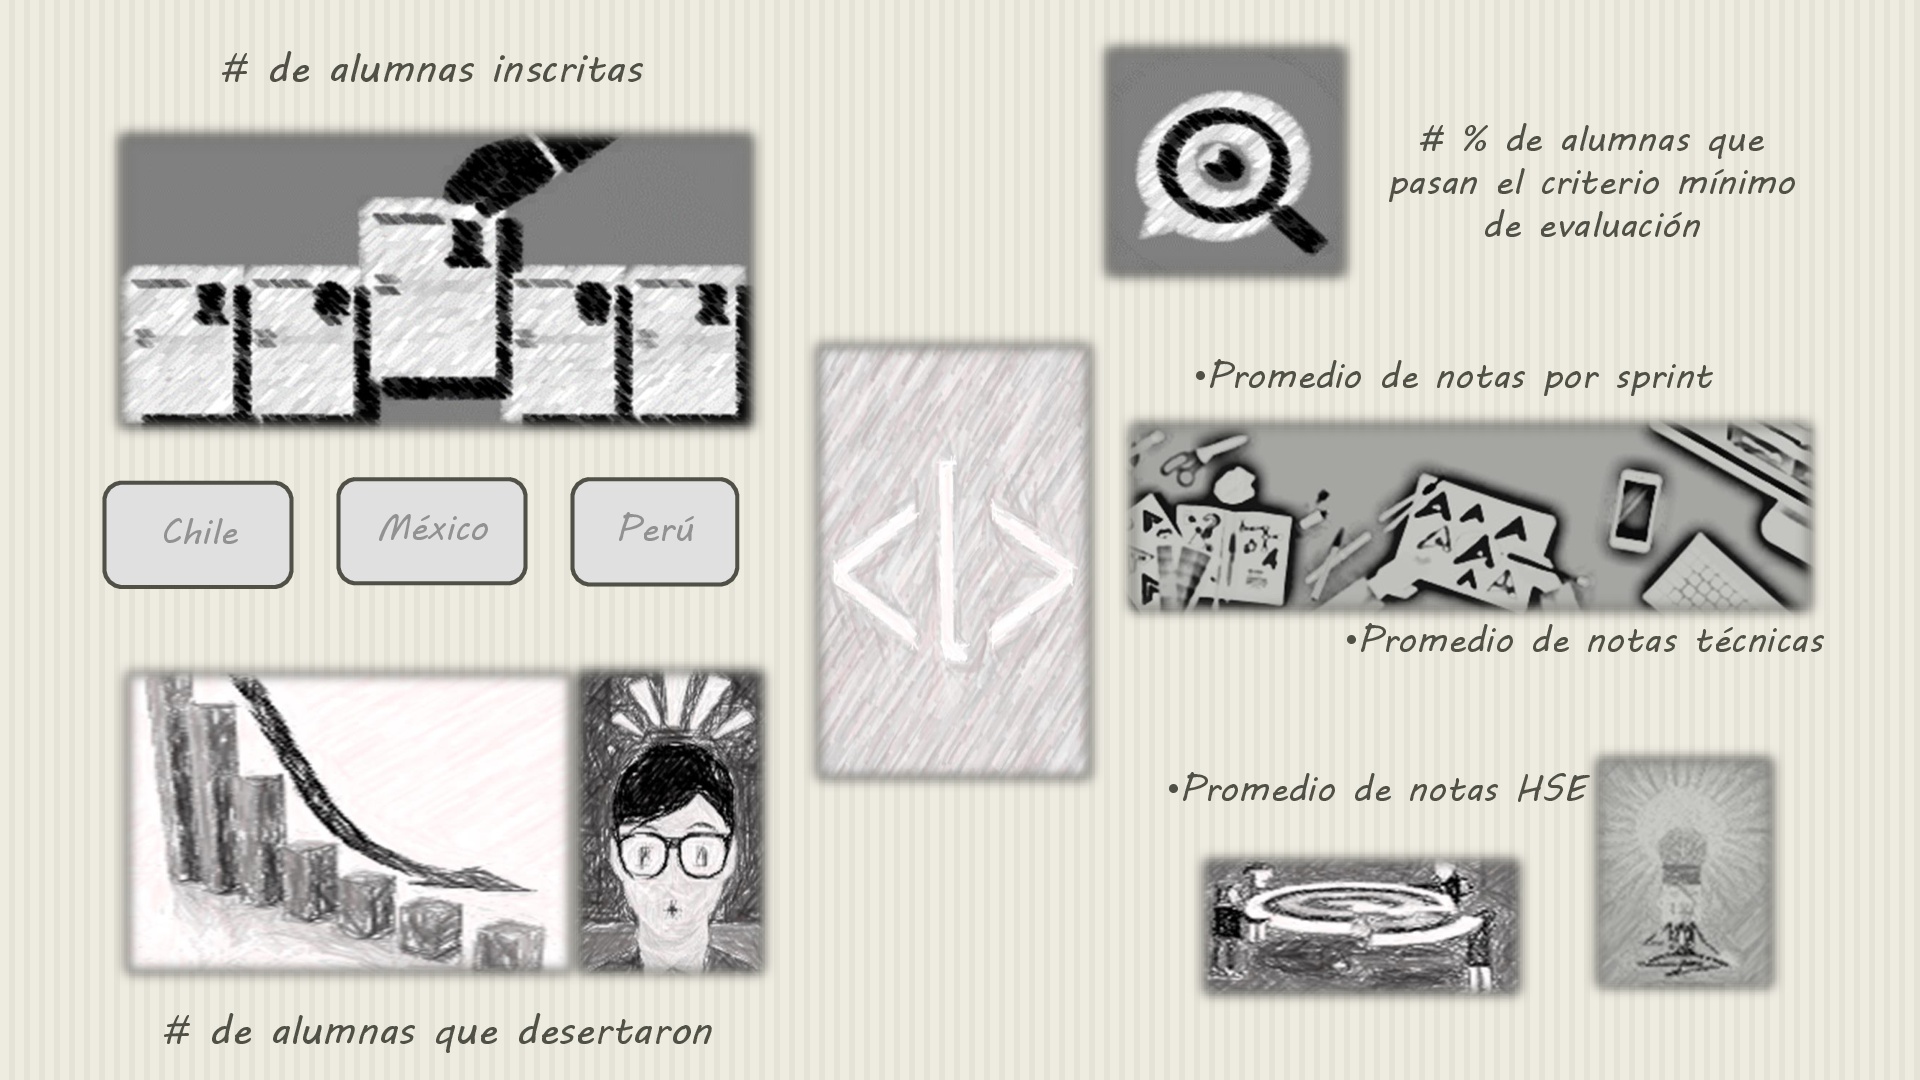 # de alumnas inscritas
Chile
México
Perú
# de alumnas que desertaron
<|>
# % de alumnas que
pasan el criterio mínimo
de evaluación
•Promedio de notas por sprint
•Promedio de notas técnicas
•Promedio de notas HSE